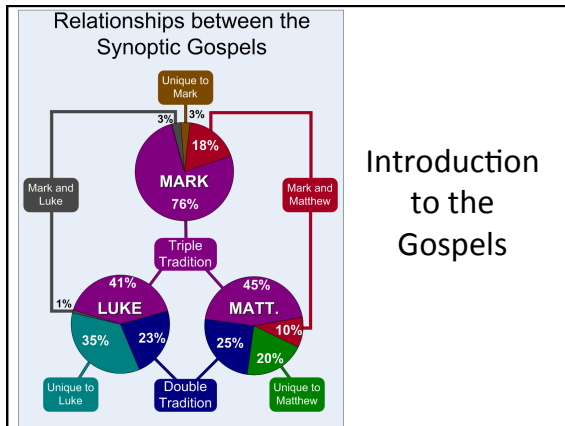 Relationships between the
Synoptic Gospels
Unique to
Mark
3%
3%
18%
MARK
76%
Mark and
Luke
Mark and
Matthew
Triple
Tradition
41%
LUKE
1%
35%
23%
45%
MATT.
10%
25%
20%
Unique to
Luke
Double
Tradition
Unique to
Matthew
Introduction
to the
Gospels